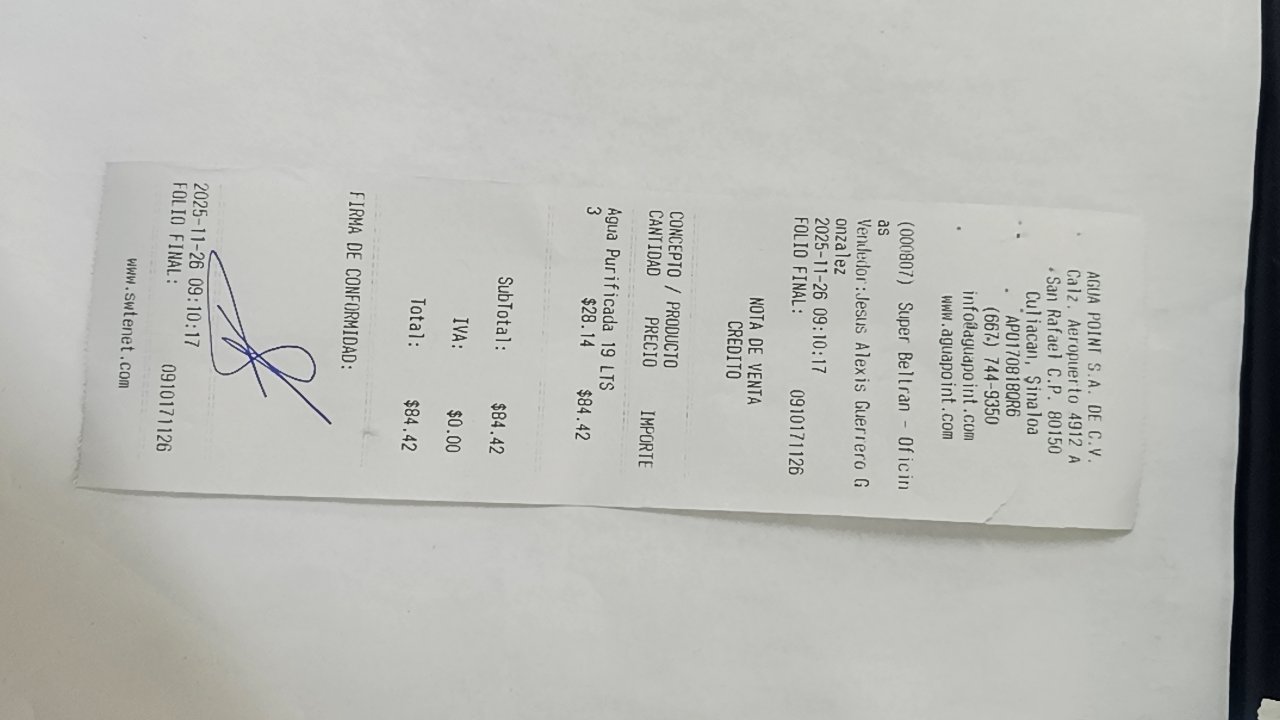 AGUA POINT S.A. DE C.V.
Calz. Aeropuerto 4912 A
San Rafael C.P. 80150
Culiacan, Sinaloa
APO170818QR6
(667) 744-9350
info@aguapoint.com
www.aguapoint.com
(000807) Super Beltran - Oficin
as
Vendedor:Jesus Alexis Guerrero G
onzalez
2025-11-26 09:10:17
FOLIO FINAL: 0910171126
NOTA DE VENTA
CREDITO
CONCEPTO / PRODUCTO
CANTIDAD PRECIO IMPORTE
Agua Purificada 19 LTS
3 $28.14 $84.42
SubTotal: $84.42
IVA: $0.00
Total: $84.42
FIRMA DE CONFORMIDAD:
2025-11-26 09:10:17
FOLIO FINAL: 0910171126
www.swtenet.com